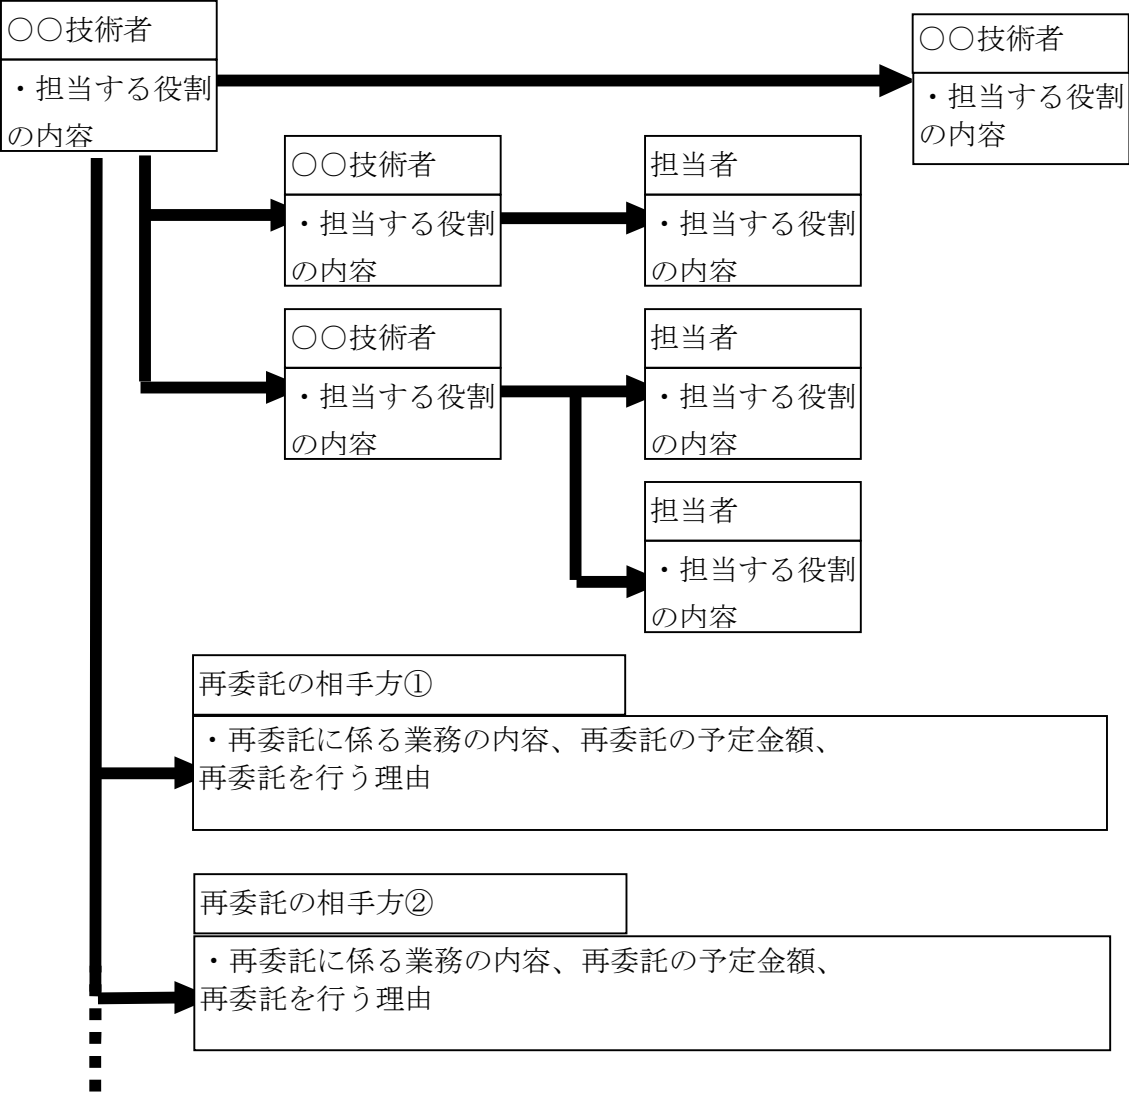 ○○技術者
・担当する役割
の内容
○○技術者
・担当する役割
の内容
○○技術者
・担当する役割
の内容
担当者
・担当する役割
の内容
○○技術者
・担当する役割
の内容
担当者
・担当する役割
の内容
担当者
・担当する役割
の内容
再委託の相手方①
・再委託に係る業務の内容、再委託の予定金額、
再委託を行う理由
再委託の相手方②
・再委託に係る業務の内容、再委託の予定金額、
再委託を行う理由